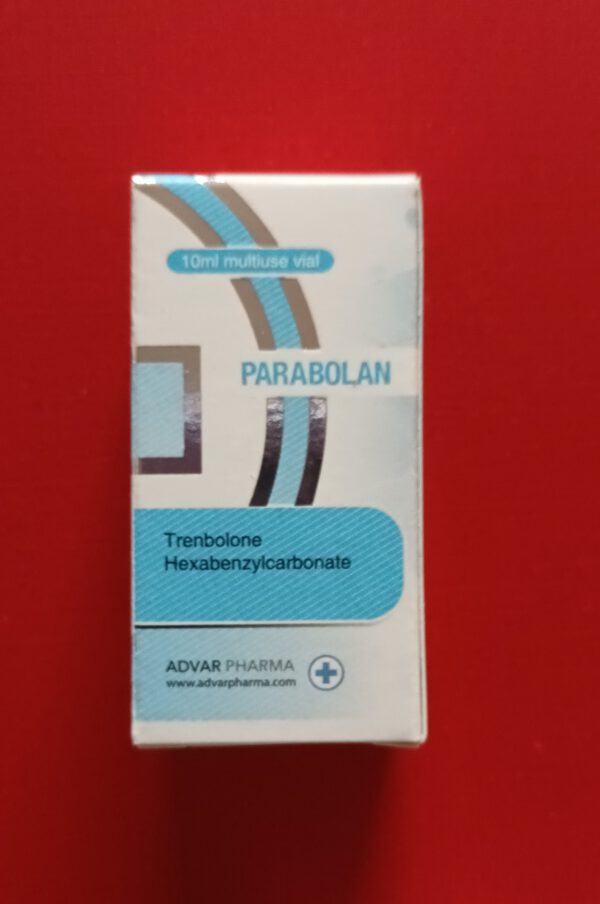 10ml multiuse vial
PARABOLAN
Trenbolone
Hexabenzylcarbonate
ADVAR PHARMA
www.advarpharma.com